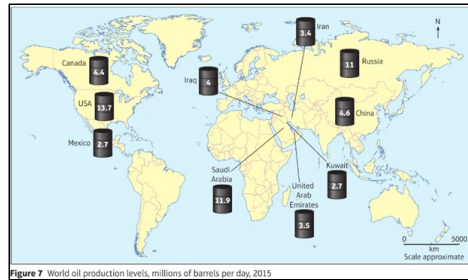 Iran
3.4
N
Canada
4.4
Russia
11
Iraq
4
USA
13.7
China
4.6
Mexico
2.7
Saudi
Arabia
11.9
Kuwait
2.7
United
Arab
Emirates
3.5
0 5000
Scale approximate
Figure 7 World oil production levels, millions of barrels per day, 2015